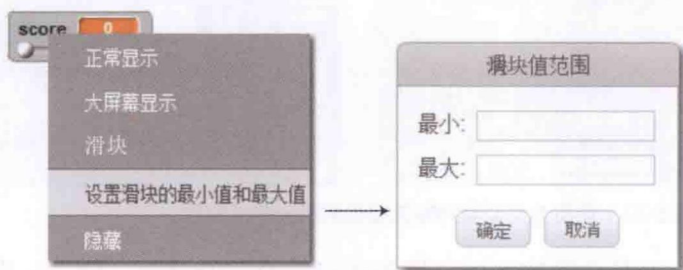 score 0
正常显示
大屏幕显示
滑块
设置滑块的最小值和最大值
隐藏
滑块值范围
最小:
最大:
确定 取消